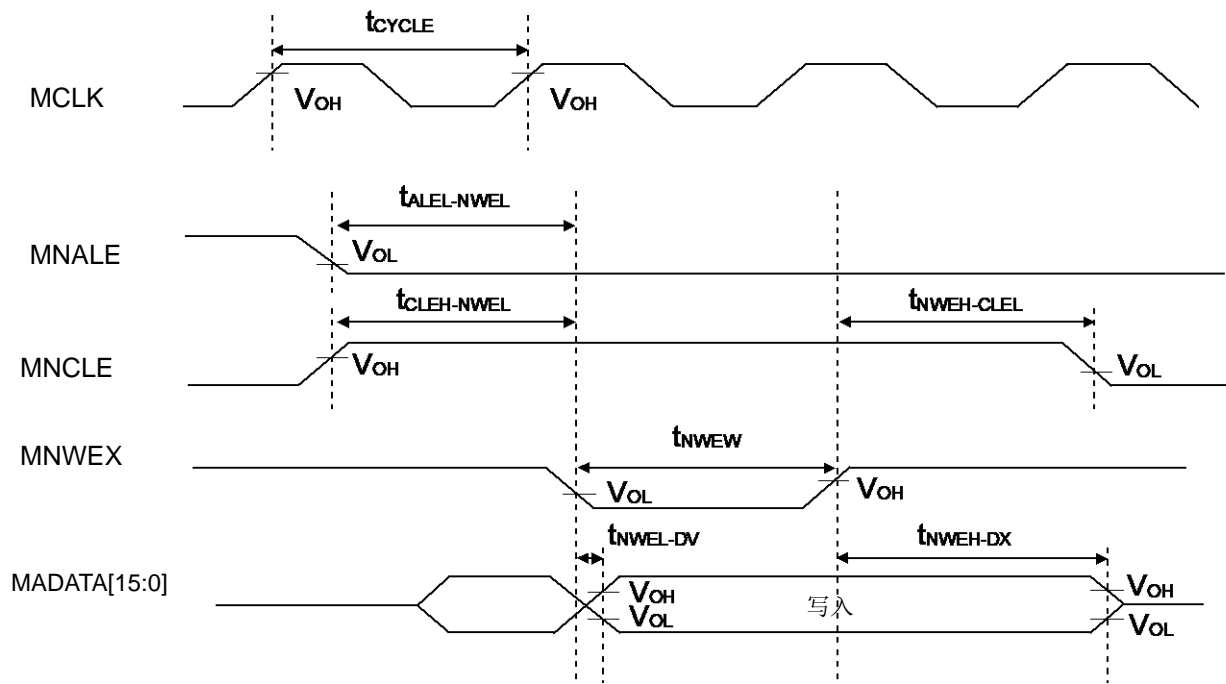 tCYCLE
MCLK
VOH
VOH
tALEL-NWEL
MNALE
VOL
tCLEH-NWEL
tNWEH-CLEL
MNCLE
VOH
VOL
MNWEX
tNWEW
VOL
VOH
tNWEL-DV
tNWEH-DX
MADATA[15:0]
VOH
VOL
写入
VOH
VOL